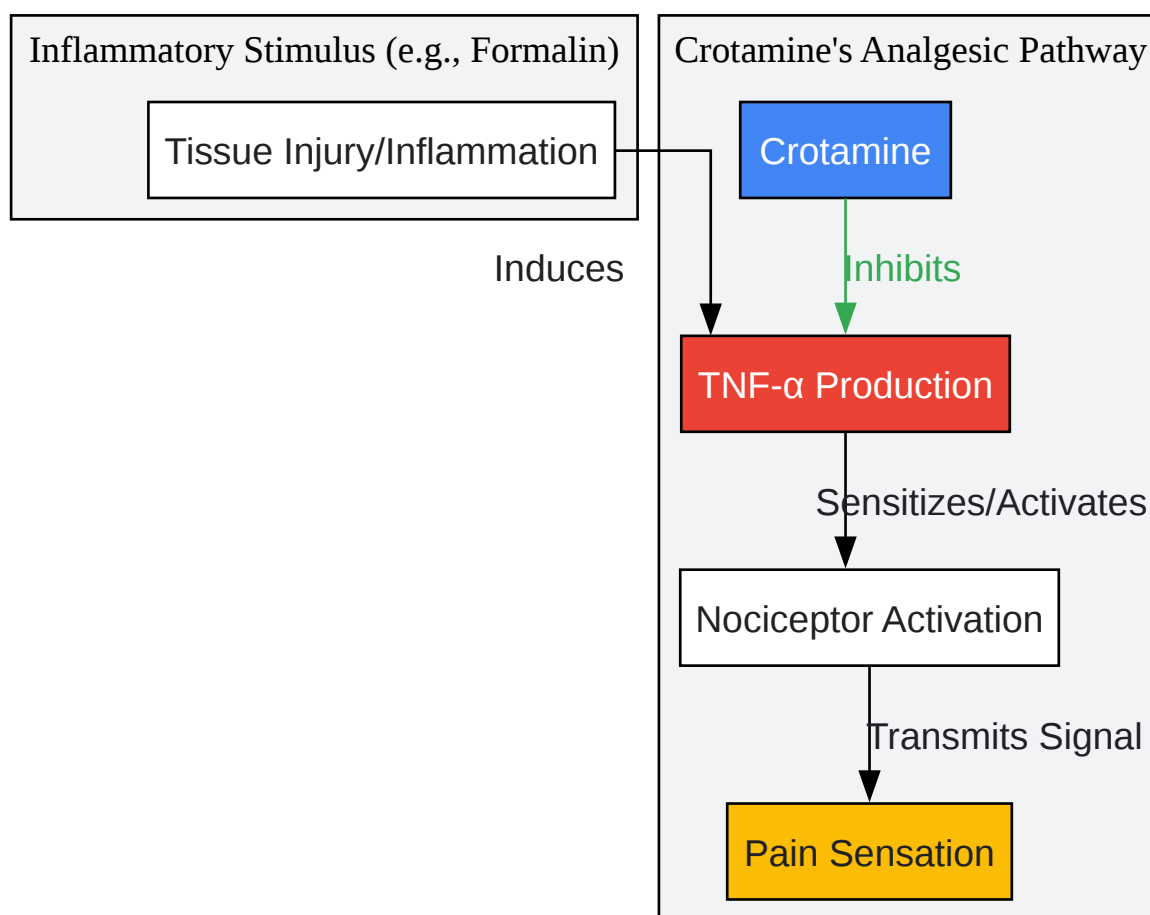 Inflammatory Stimulus (e.g., Formalin)
Tissue Injury/Inflammation
Induces
Crotamine's Analgesic Pathway
Crotamine
Inhibits
TNF-α Production
Sensitizes/Activates
Nociceptor Activation
Transmits Signal
Pain Sensation